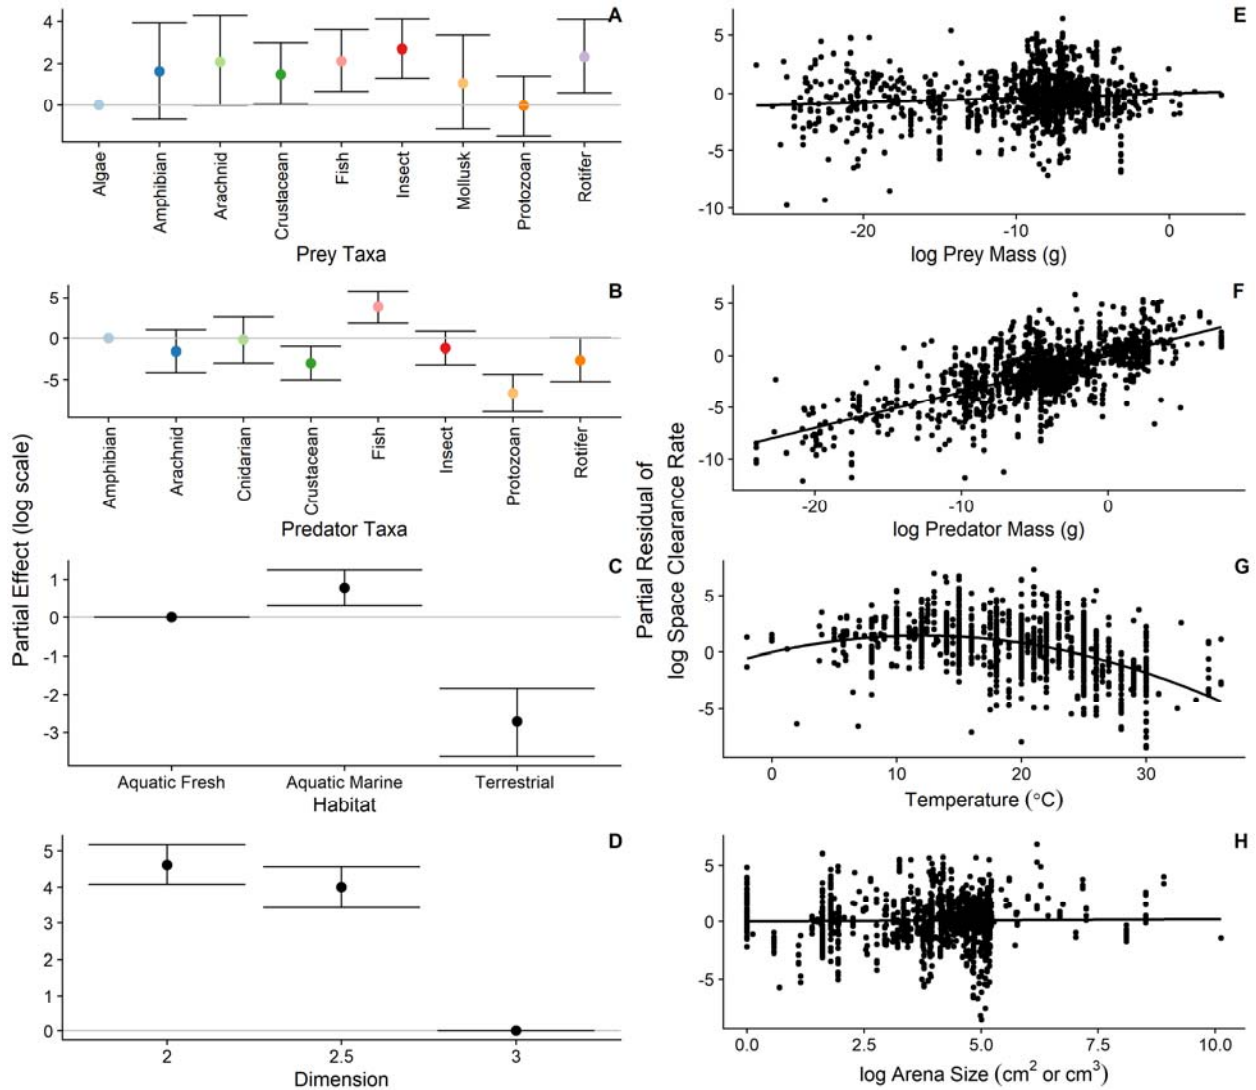 A
4
2
0
Algae
Amphibian
Arachnid
Crustacean
Fish
Insect
Mollusk
Protozoan
Rotifer
Prey Taxa
B
5
0
-5
Amphibian
Arachnid
Cnidarian
Crustacean
Fish
Insect
Protozoan
Rotifer
Predator Taxa
Partial Effect (log scale)
C
1
0
-1
-2
-3
Aquatic Fresh
Aquatic Marine
Terrestrial
Habitat
D
5
4
3
2
1
0
2
2.5
3
Dimension
E
5
0
-5
-10
-20
-10
0
log Prey Mass (g)
F
5
0
-5
-10
-20
-10
0
log Predator Mass (g)
Partial Residual of
log Space Clearance Rate
G
5
0
-5
0
10
20
30
Temperature (°C)
H
5
0
-5
0.0
2.5
5.0
7.5
10.0
log Arena Size (cm² or cm³)